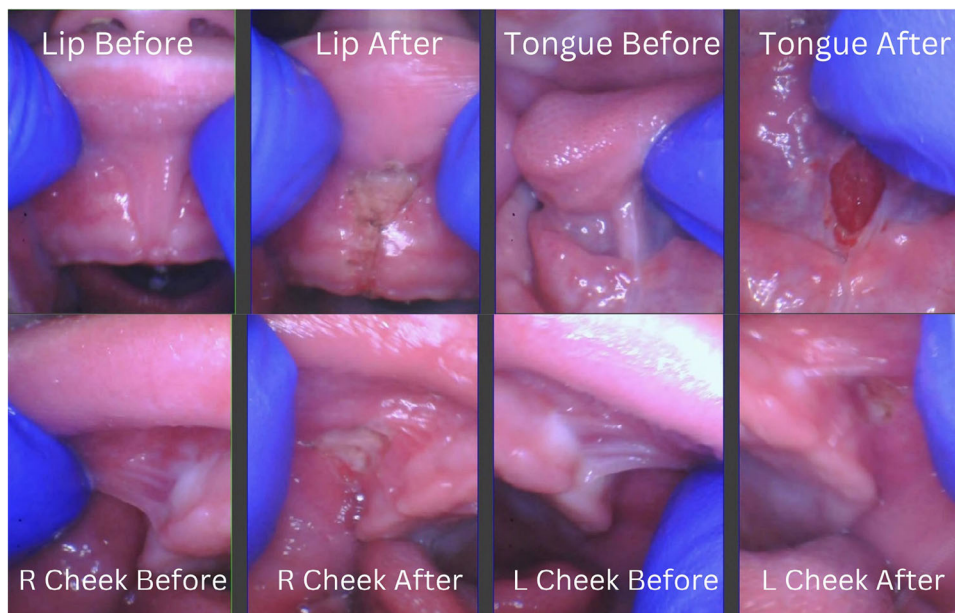 Lip Before
Lip After
Tongue Before
Tongue After
R Cheek Before
R Cheek After
L Cheek Before
L Cheek After